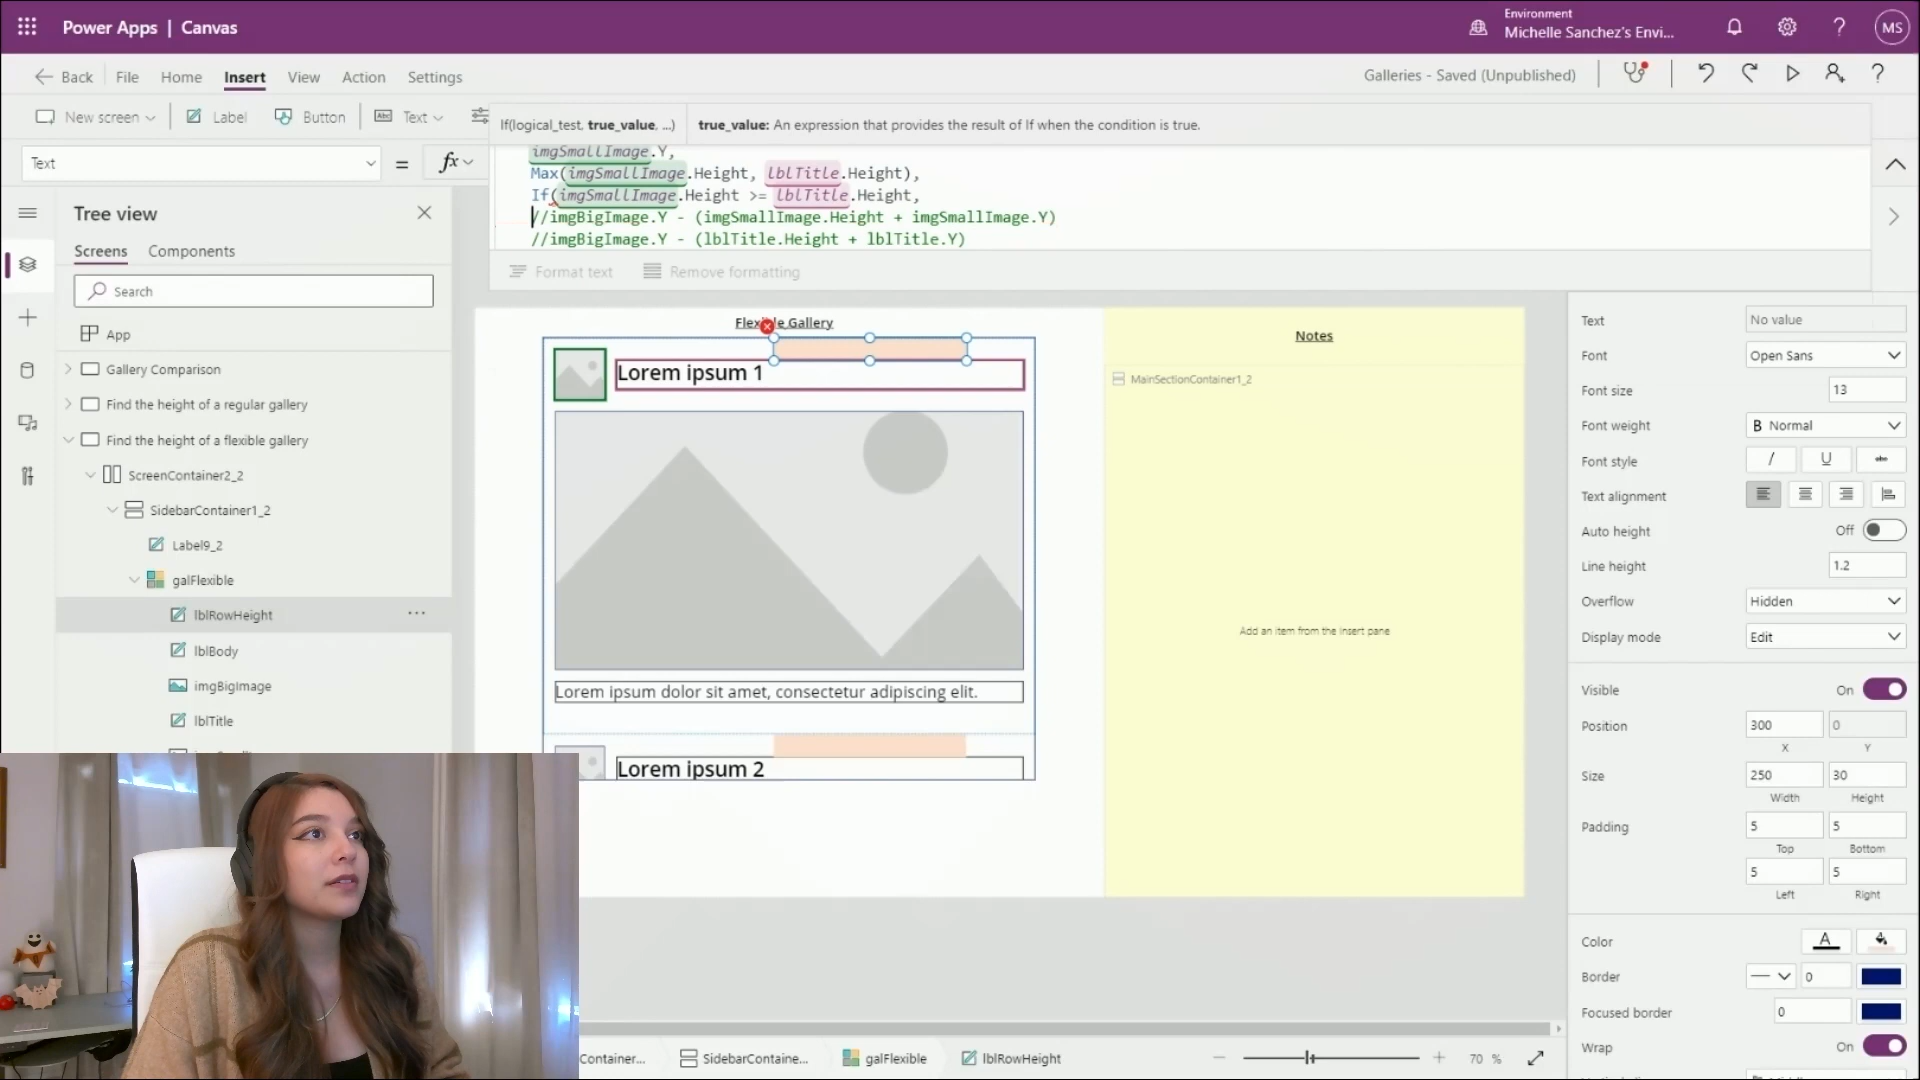 Power Apps | Canvas
Environment
Michelle Sanchez's Envi...
MS
Back
File
Home
Insert
View
Action
Settings
Galleries - Saved (Unpublished)
New screen
Label
Button
Abc
Text
If(logical_test, true_value, ...)
true_value: An expression that provides the result of If when the condition is true.
Text
=
fx
imgSmallImage.Y,
Max(imgSmallImage.Height, lblTitle.Height),
If(imgSmallImage.Height >= lblTitle.Height,
//imgBigImage.Y - (imgSmallImage.Height + imgSmallImage.Y)
//imgBigImage.Y - (lblTitle.Height + lblTitle.Y)
Format text
Remove formatting
Tree view
Screens
Components
Search
App
Gallery Comparison
Find the height of a regular gallery
Find the height of a flexible gallery
ScreenContainer2_2
SidebarContainer1_2
Label9_2
galFlexible
lblRowHeight
lblBody
imgBigImage
lblTitle
Flexible Gallery
Lorem ipsum 1
Lorem ipsum dolor sit amet, consectetur adipiscing elit.
Lorem ipsum 2
Notes
MainSectionContainer1_2
Add an item from the insert pane
Text
No value
Font
Open Sans
Font size
13
Font weight
B Normal
Font style
/ U abc
Text alignment
Auto height
Off
Line height
1.2
Overflow
Hidden
Display mode
Edit
Visible
On
Position
300
0
X
Y
Size
250
30
Width
Height
Padding
5
5
Top
Bottom
5
5
Left
Right
Color
A
Border
0
Focused border
0
Wrap
On
Container...
SidebarContaine...
galFlexible
lblRowHeight
70 %